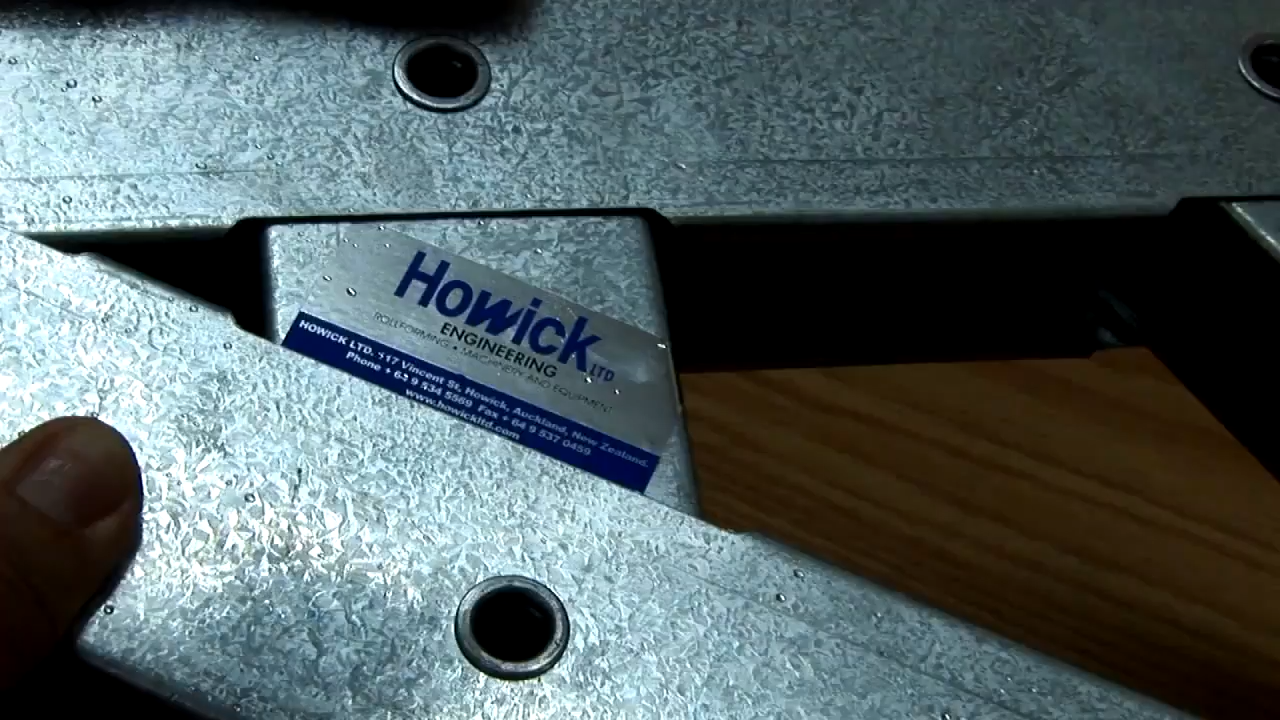 Howick LTD
ENGINEERING
ROLLFORMING • MACHINERY AND EQUIPMENT
HOWICK LTD. 117 Vincent St, Howick, Auckland, New Zealand.
Phone + 64 9 534 5569 Fax + 64 9 537 0459
www.howickltd.com